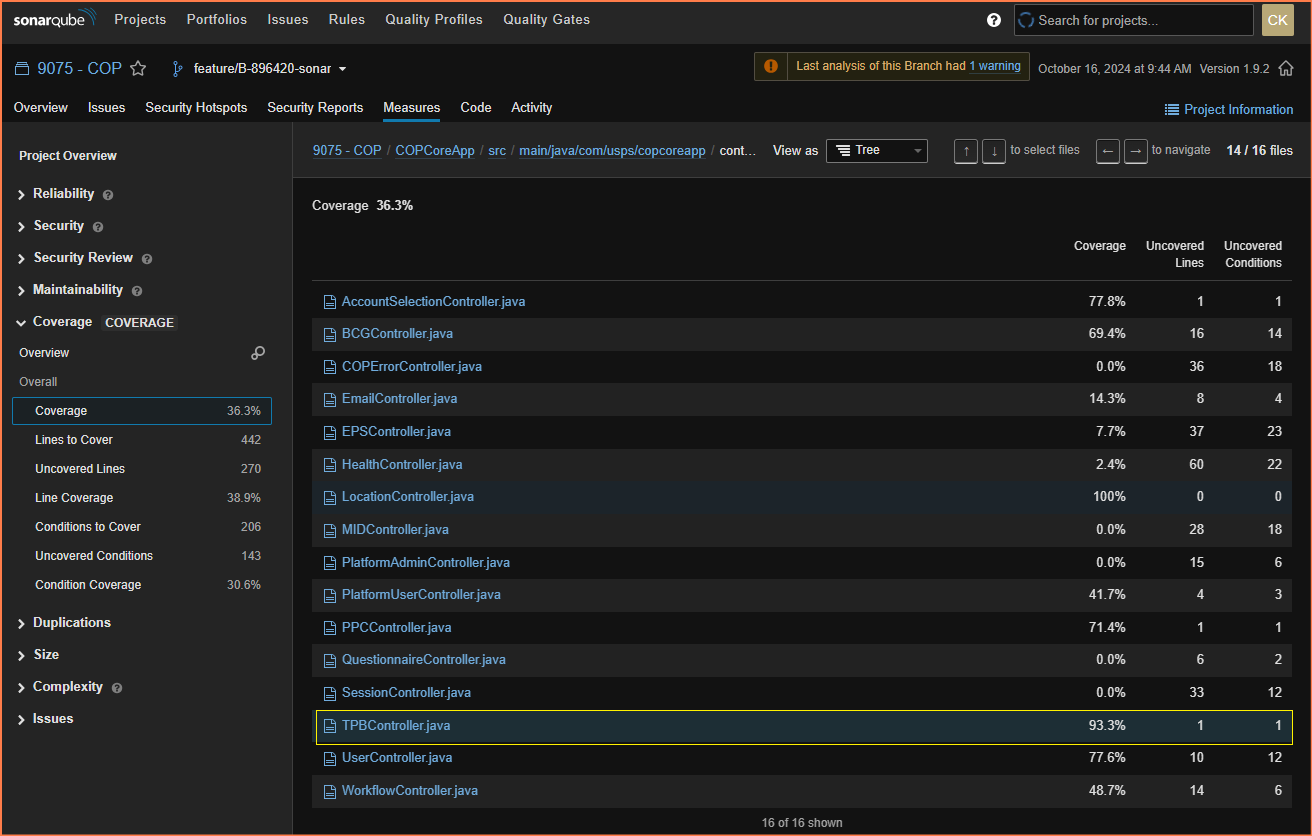 sonarqube Projects Portfolios Issues Rules Quality Profiles Quality Gates ? Search for projects... CK
9075 - COP feature/B-896420-sonar Last analysis of this Branch had 1 warning October 16, 2024 at 9:44 AM Version 1.9.2
Overview Issues Security Hotspots Security Reports Measures Code Activity Project Information
Project Overview
Reliability ?
Security ?
Security Review ?
Maintainability ?
Coverage COVERAGE
Overview
Overall
Coverage 36.3%
Lines to Cover 442
Uncovered Lines 270
Line Coverage 38.9%
Conditions to Cover 206
Uncovered Conditions 143
Condition Coverage 30.6%
Duplications
Size
Complexity ?
Issues
9075 - COP / COPCoreApp / src / main/java/com/usps/copcoreapp / cont... View as Tree ↑ ↓ to select files ← → to navigate 14 / 16 files
Coverage 36.3%
Coverage Uncovered Uncovered
Lines Conditions
AccountSelectionController.java 77.8% 1 1
BCGController.java 69.4% 16 14
COPErrorController.java 0.0% 36 18
EmailController.java 14.3% 8 4
EPSController.java 7.7% 37 23
HealthController.java 2.4% 60 22
LocationController.java 100% 0 0
MIDController.java 0.0% 28 18
PlatformAdminController.java 0.0% 15 6
PlatformUserController.java 41.7% 4 3
PPCController.java 71.4% 1 1
QuestionnaireController.java 0.0% 6 2
SessionController.java 0.0% 33 12
TPBController.java 93.3% 1 1
UserController.java 77.6% 10 12
WorkflowController.java 48.7% 14 6
16 of 16 shown